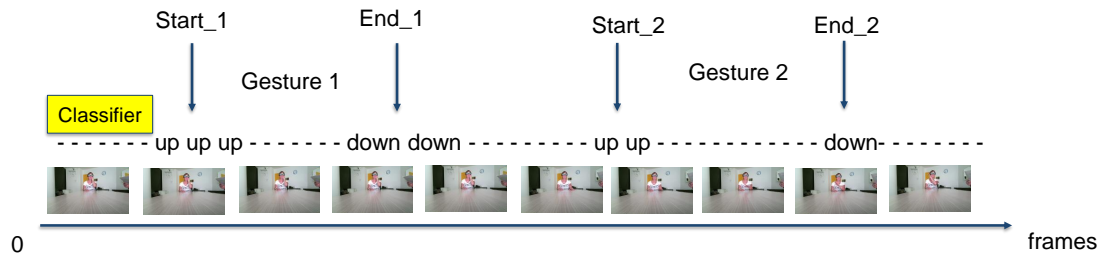 Start_1 End_1 Start_2 End_2
Gesture 1 Gesture 2
Classifier
- - - - - - - up up up - - - - - - - down down - - - - - - - - - up up - - - - - - - - - - - - - down- - - - - - - -
0 frames